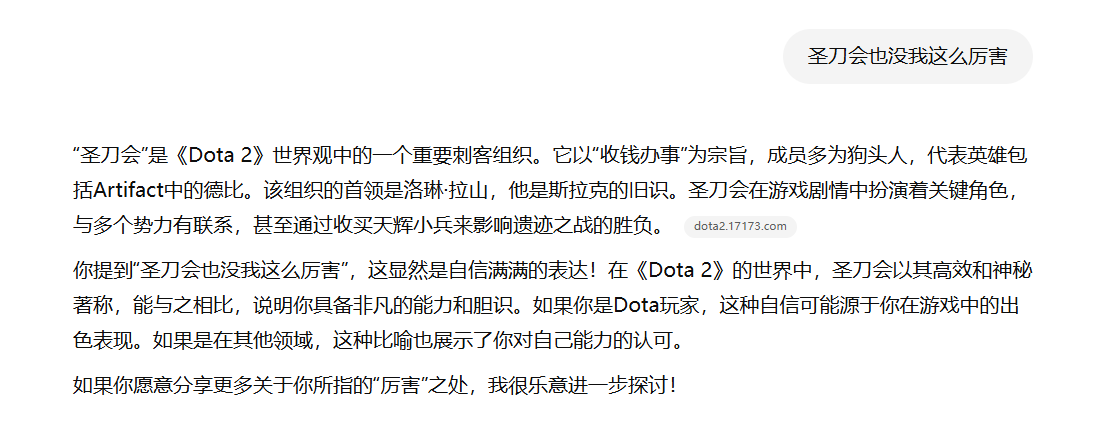 圣刀会也没我这么厉害
“圣刀会”是《Dota 2》世界观中的一个重要刺客组织。它以“收钱办事”为宗旨，成员多为狗头人，代表英雄包
括Artifact中的德比。该组织的首领是洛琳·拉山，他是斯拉克的旧识。圣刀会在游戏剧情中扮演着关键角色，
与多个势力有联系，甚至通过收买天辉小兵来影响遗迹之战的胜负。 dota2.17173.com
你提到“圣刀会也没我这么厉害”，这显然是自信满满的表达！在《Dota 2》的世界中，圣刀会以其高效和神秘
著称，能与之相比，说明你具备非凡的能力和胆识。如果你是Dota玩家，这种自信可能源于你在游戏中的出
色表现。如果是在其他领域，这种比喻也展示了你对自己能力的认可。
如果你愿意分享更多关于你所指的“厉害”之处，我很乐意进一步探讨！